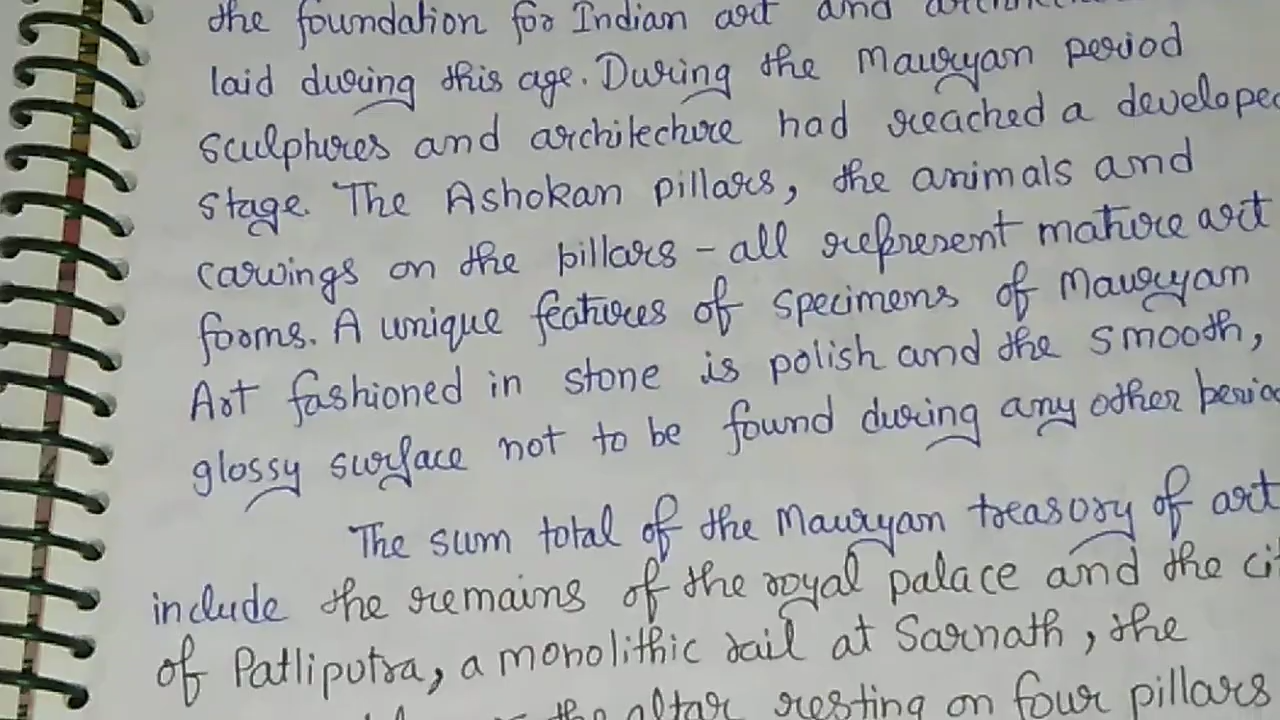 the foundation for Indian art and
laid during this age. During the Mauryan period
sculptures and architecture had reached a develope
stage. The Ashokan pillars, the animals and
carvings on the pillars - all represent mature art
forms. A unique features of specimens of Mauryan
Art fashioned in stone is polish and the smooth,
glossy surface not to be found during any other perio
The sum total of the Mauryan treasory of art
include the remains of the royal palace and the ci
of Patliputra, a monolithic rail at Sarnath, the
the altar resting on four pillars